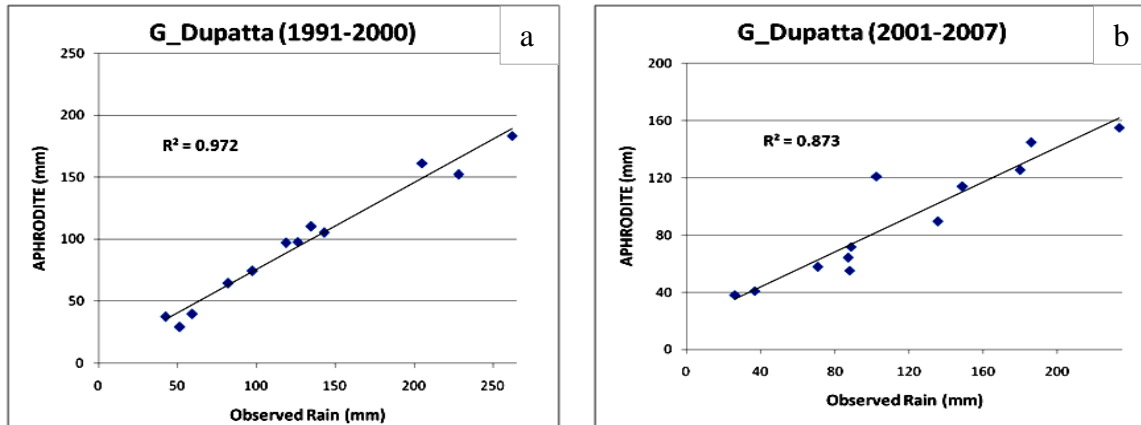 G_Dupatta (1991-2000)
a
250
200
150
100
50
0
R² = 0.972
APHRODITE (mm)
0 50 100 150 200 250
Observed Rain (mm)
G_Dupatta (2001-2007)
b
200
160
120
80
40
0
R² = 0.873
APHRODITE (mm)
0 40 80 120 160 200
Observed Rain (mm)